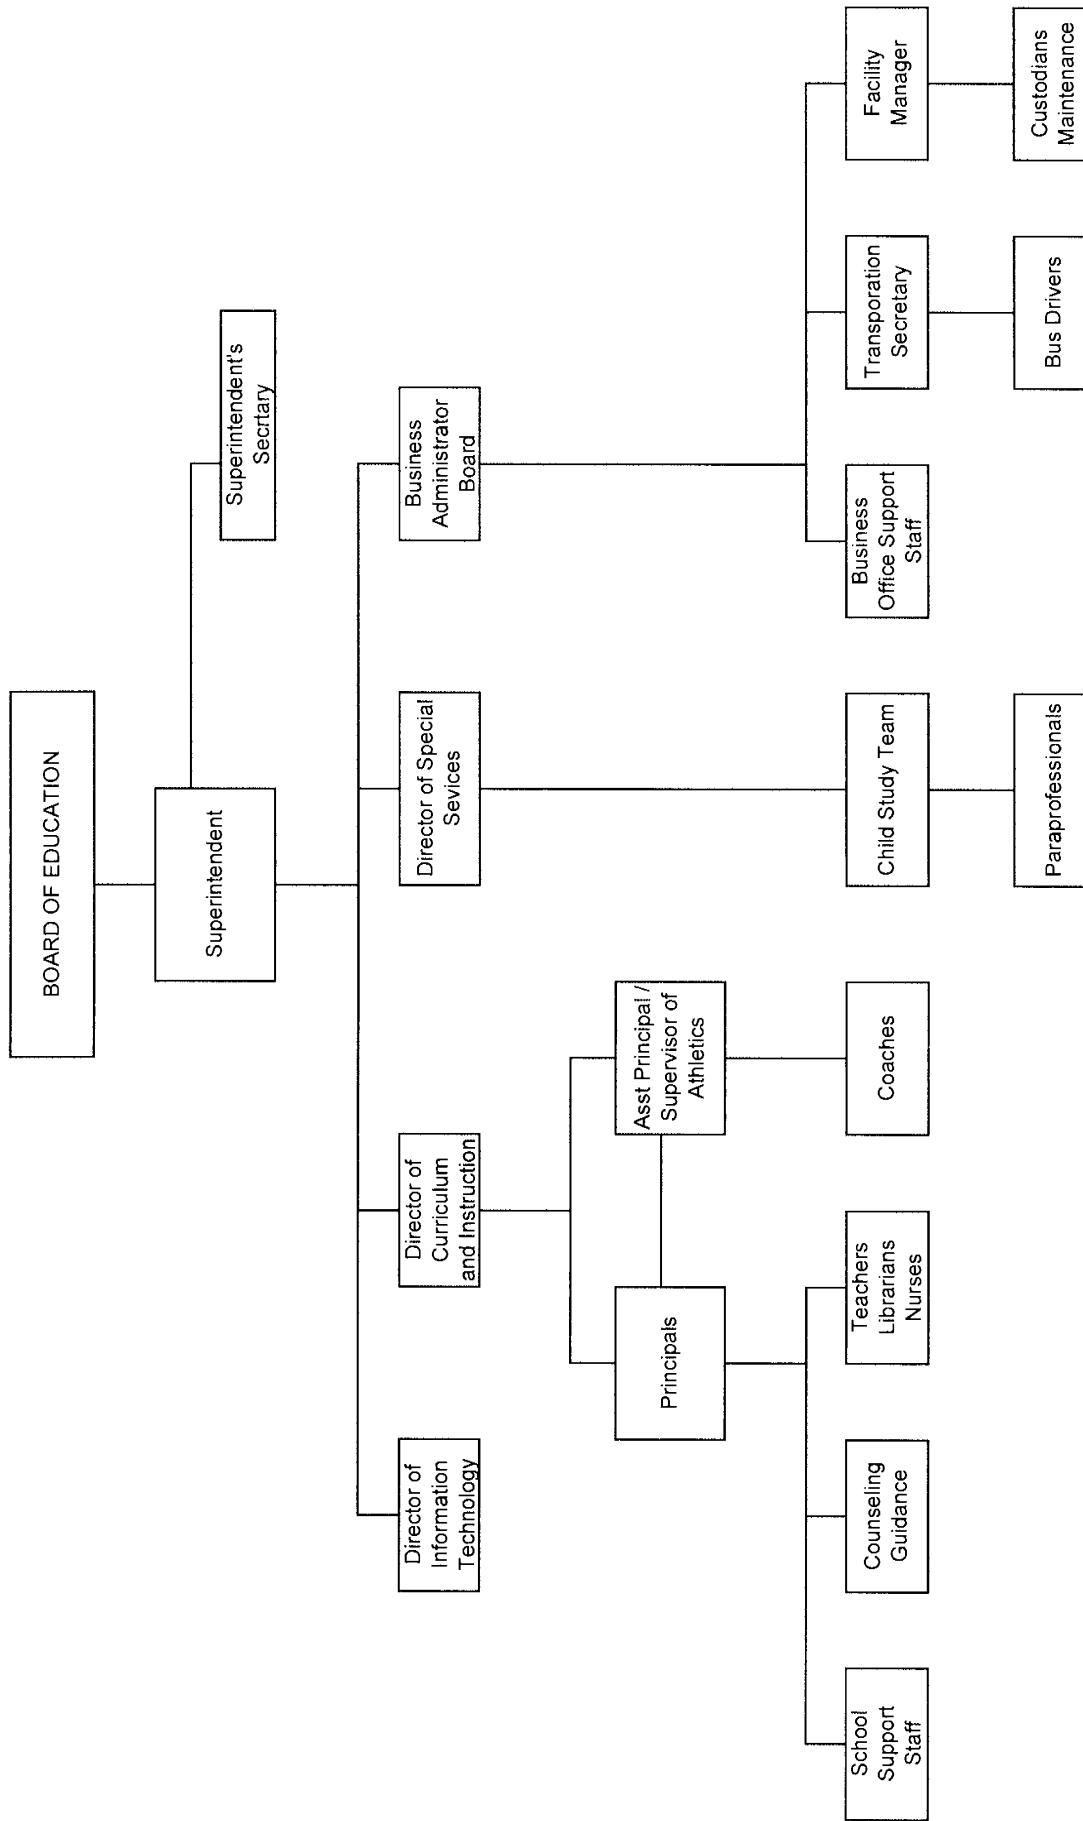 BOARD OF EDUCATION
Superintendent
Superintendent's
Secrtary
Director of
Information
Technology
Director of
Curriculum
and Instruction
Director of Special
Sevices
Business
Administrator
Board
Principals
Asst Principal /
Supervisor of
Athletics
School
Support
Staff
Counseling
Guidance
Teachers
Librarians
Nurses
Coaches
Child Study Team
Business
Office Support
Staff
Transporation
Secretary
Facility
Manager
Paraprofessionals
Bus Drivers
Custodians
Maintenance